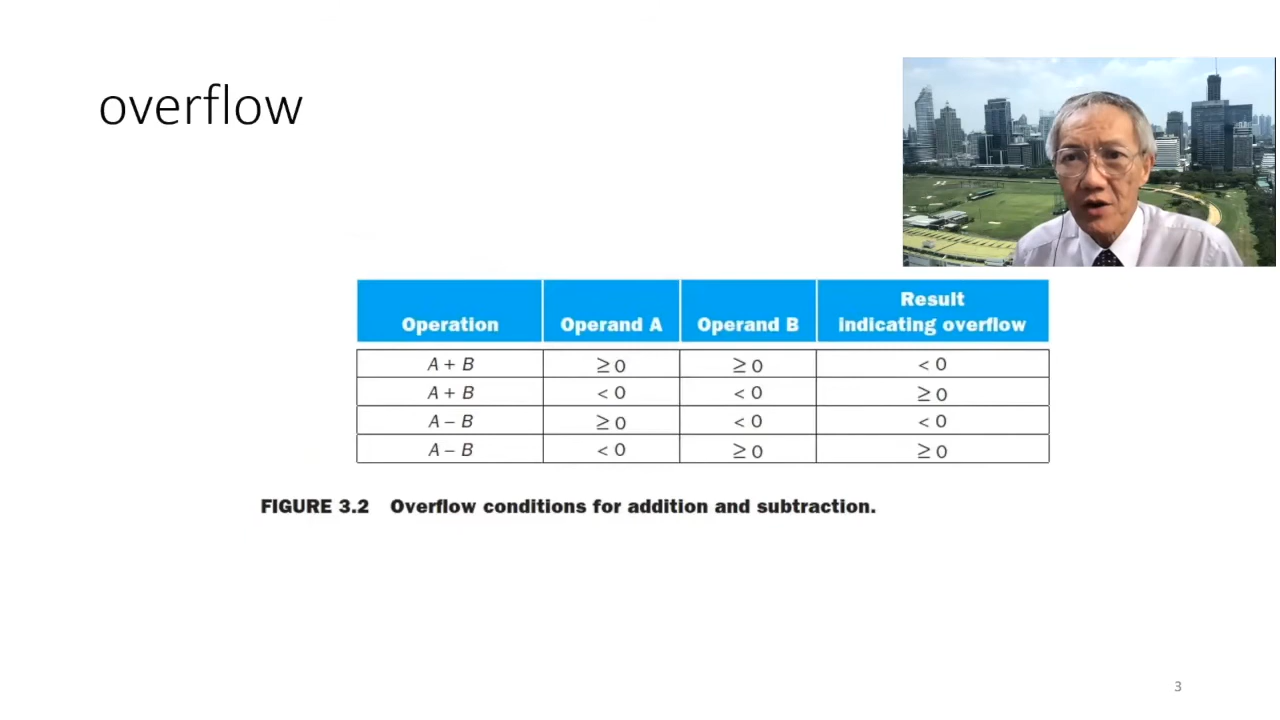 overflow
Result
Operation Operand A Operand B indicating overflow
A + B ≥ 0 ≥ 0 < 0
A + B < 0 < 0 ≥ 0
A – B ≥ 0 < 0 < 0
A – B < 0 ≥ 0 ≥ 0
FIGURE 3.2 Overflow conditions for addition and subtraction.
3